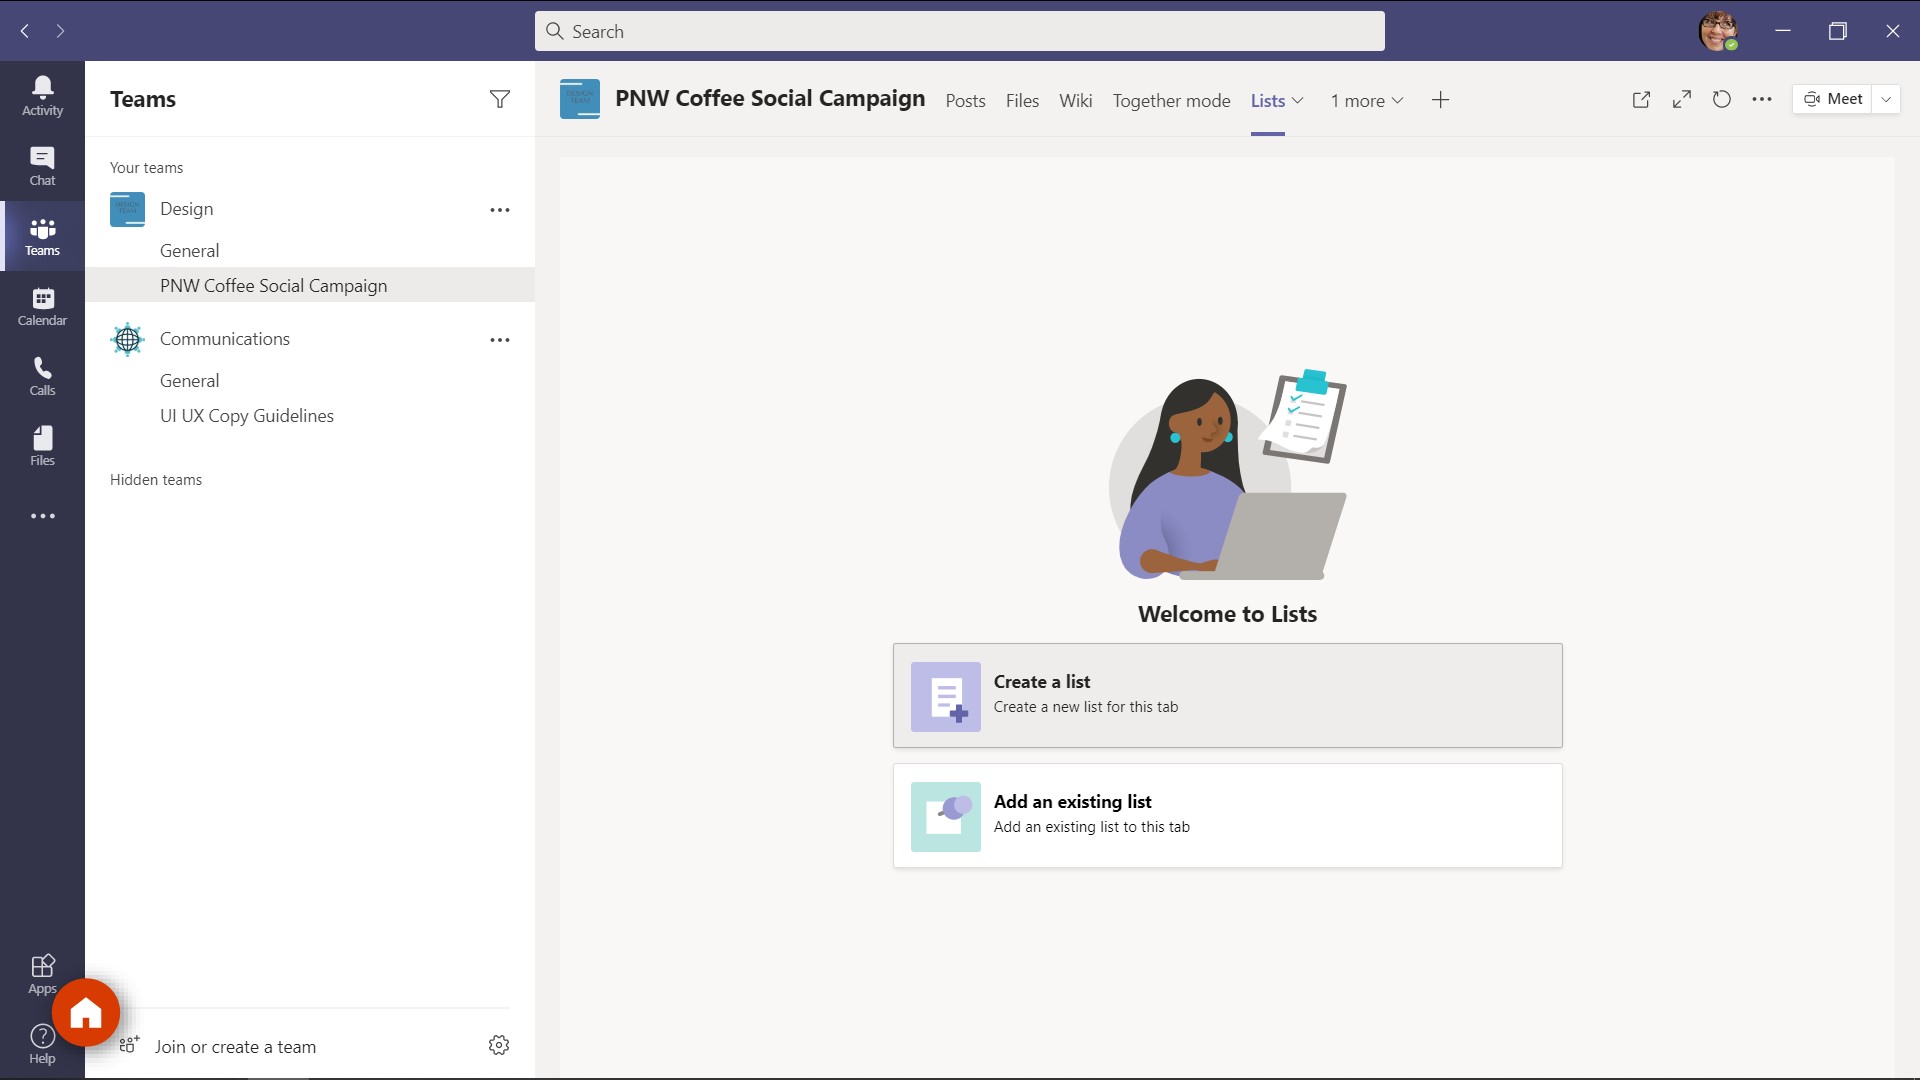 Search
Activity
Chat
Teams
Calendar
Calls
Files
Apps
Help
Teams
Your teams
Design
General
PNW Coffee Social Campaign
Communications
General
UI UX Copy Guidelines
Hidden teams
Join or create a team
DESIGN TEAM
PNW Coffee Social Campaign Posts Files Wiki Together mode Lists 1 more Meet
Welcome to Lists
Create a list
Create a new list for this tab
Add an existing list
Add an existing list to this tab